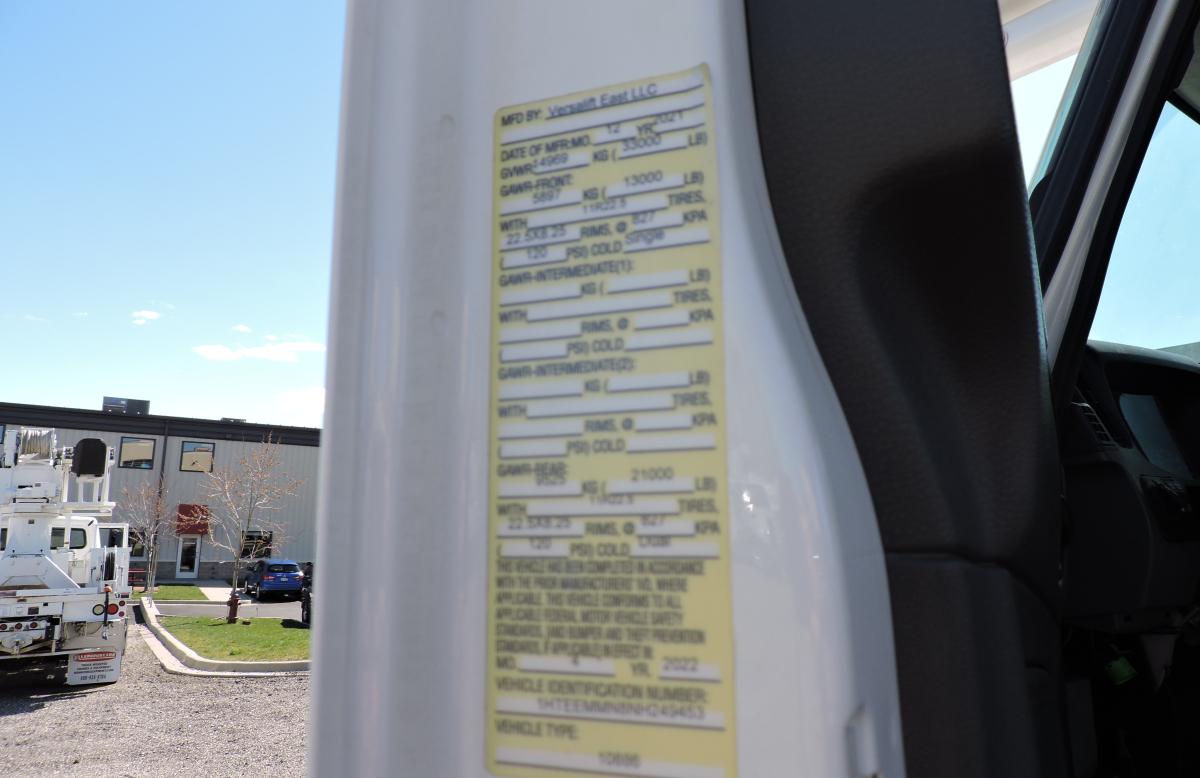 MFD BY: Versalift East LLC
DATE OF MFR:MO. 12 YR. 2021
GVWR 14969 KG ( 33000 LB)
GAWR-FRONT:
5897 KG ( 13000 LB)
WITH 11R22.5 TIRES,
22.5X8.25 RIMS, @ 827 KPA
( 120 PSI) COLD Single
GAWR-INTERMEDIATE(1):
KG ( LB)
WITH TIRES,
RIMS, @ KPA
( PSI) COLD
GAWR-INTERMEDIATE(2):
KG ( LB)
WITH TIRES,
RIMS, @ KPA
( PSI) COLD
GAWR-REAR:
9525 KG ( 21000 LB)
WITH 11R22.5 TIRES,
22.5X8.25 RIMS, @ 827 KPA
( 120 PSI) COLD Dual
THIS VEHICLE HAS BEEN COMPLETED IN ACCORDANCE
WITH THE PRIOR MANUFACTURERS' IVD, WHERE
APPLICABLE. THIS VEHICLE CONFORMS TO ALL
APPLICABLE FEDERAL MOTOR VEHICLE SAFETY
STANDARDS, [AND BUMPER AND THEFT PREVENTION
STANDARDS, IF APPLICABLE] IN EFFECT IN
MO. YR. 2022
VEHICLE IDENTIFICATION NUMBER:
1HTEEMMN8NH249453
VEHICLE TYPE: